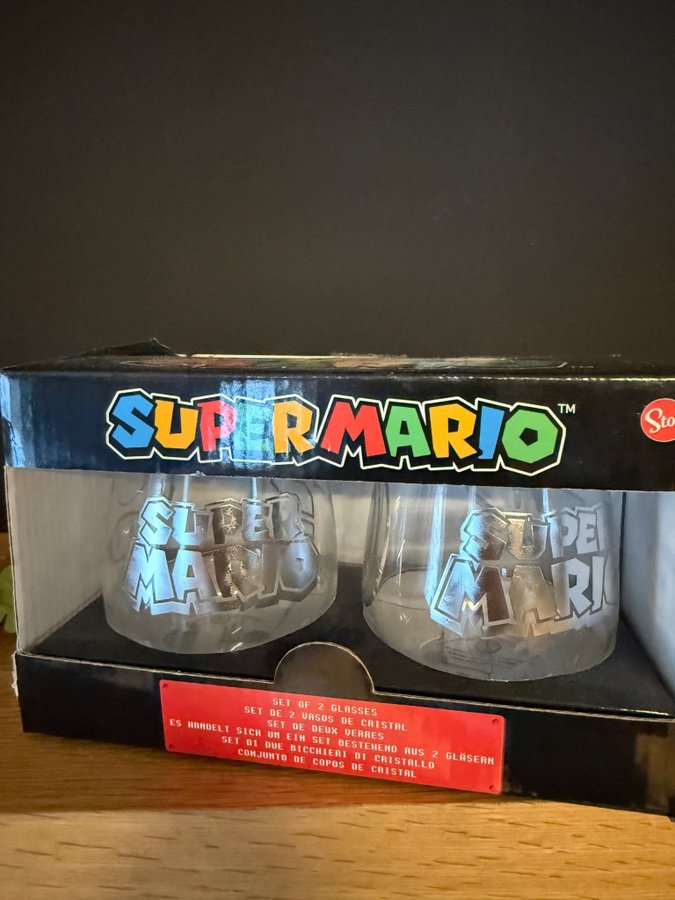 SUPER MARIO™
Sto
SUPER
MARIO
SUPER
MARIO
SET OF 2 GLASSES
SET DE 2 VASOS DE CRISTAL
SET DE DEUX VERRES
ES HANDELT SICH UM EIN SET BESTEHEND AUS 2 GLÄSERN
SET DI DUE BICCHIERI DI CRISTALLO
CONJUNTO DE COPOS DE CRISTAL